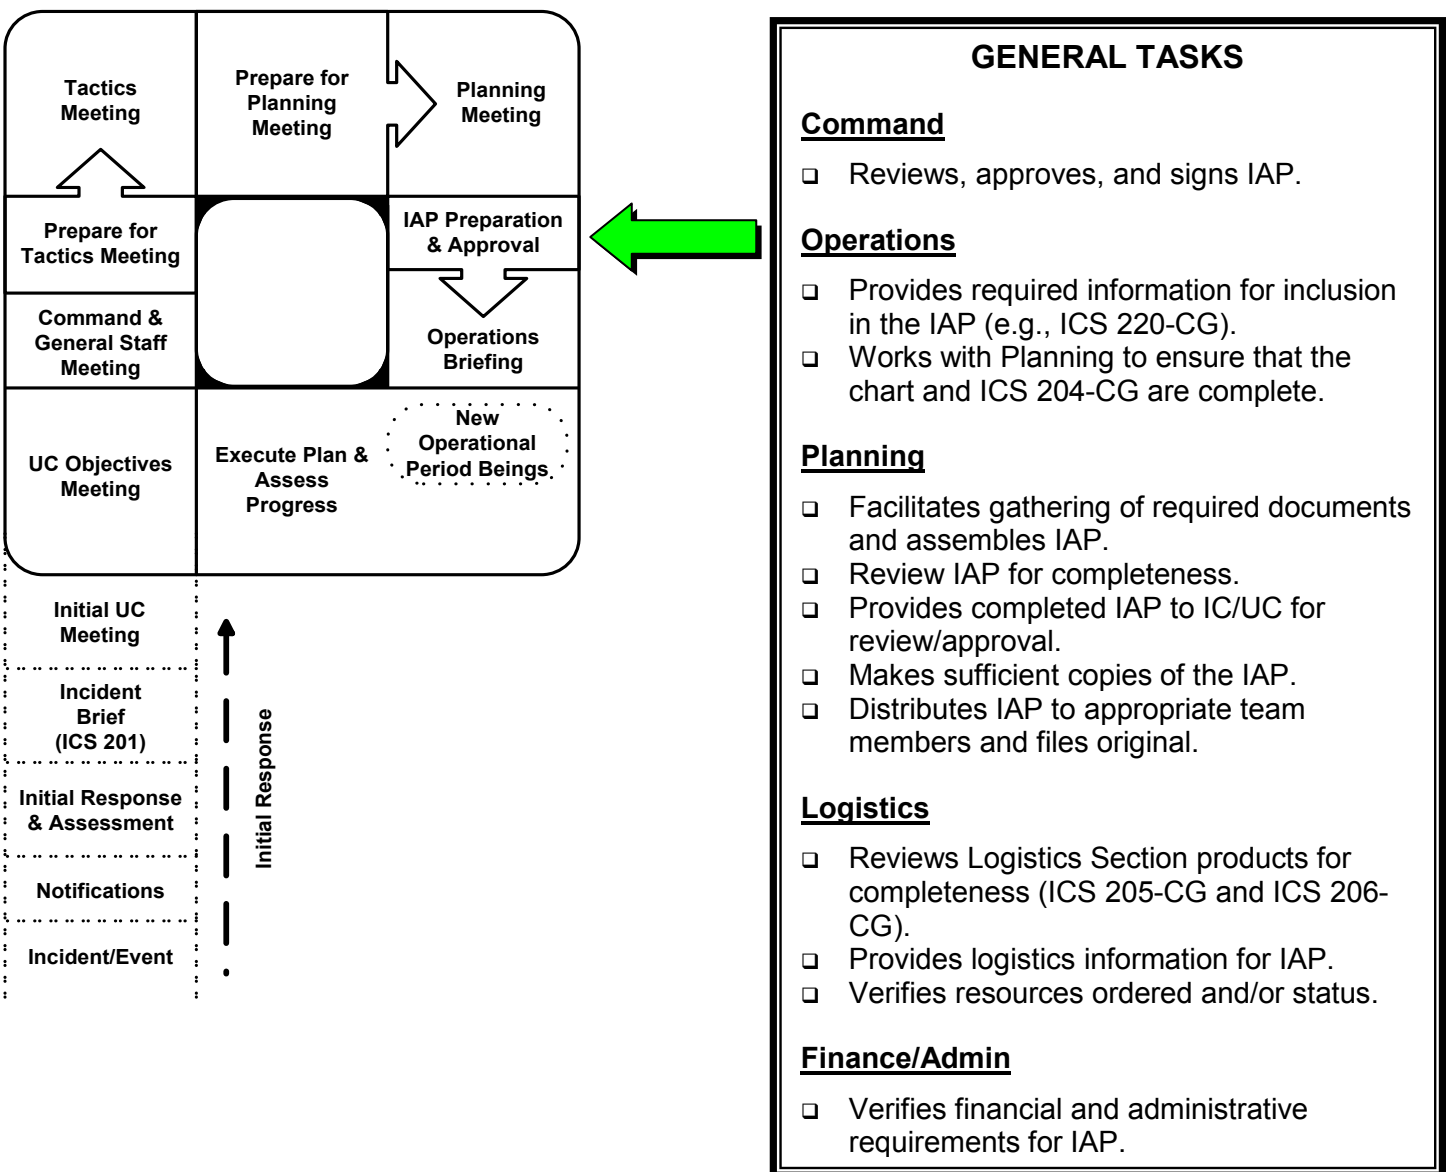 Tactics
Meeting
Prepare for
Planning
Meeting
Planning
Meeting
Prepare for
Tactics Meeting
IAP Preparation
& Approval
Command &
General Staff
Meeting
Operations
Briefing
UC Objectives
Meeting
Execute Plan &
Assess
Progress
New
Operational
Period Beings
Initial UC
Meeting
Incident
Brief
(ICS 201)
Initial Response
& Assessment
Notifications
Incident/Event
Initial Response
GENERAL TASKS
Command
❑ Reviews, approves, and signs IAP.
Operations
❑ Provides required information for inclusion
in the IAP (e.g., ICS 220-CG).
❑ Works with Planning to ensure that the
chart and ICS 204-CG are complete.
Planning
❑ Facilitates gathering of required documents
and assembles IAP.
❑ Review IAP for completeness.
❑ Provides completed IAP to IC/UC for
review/approval.
❑ Makes sufficient copies of the IAP.
❑ Distributes IAP to appropriate team
members and files original.
Logistics
❑ Reviews Logistics Section products for
completeness (ICS 205-CG and ICS 206-
CG).
❑ Provides logistics information for IAP.
❑ Verifies resources ordered and/or status.
Finance/Admin
❑ Verifies financial and administrative
requirements for IAP.